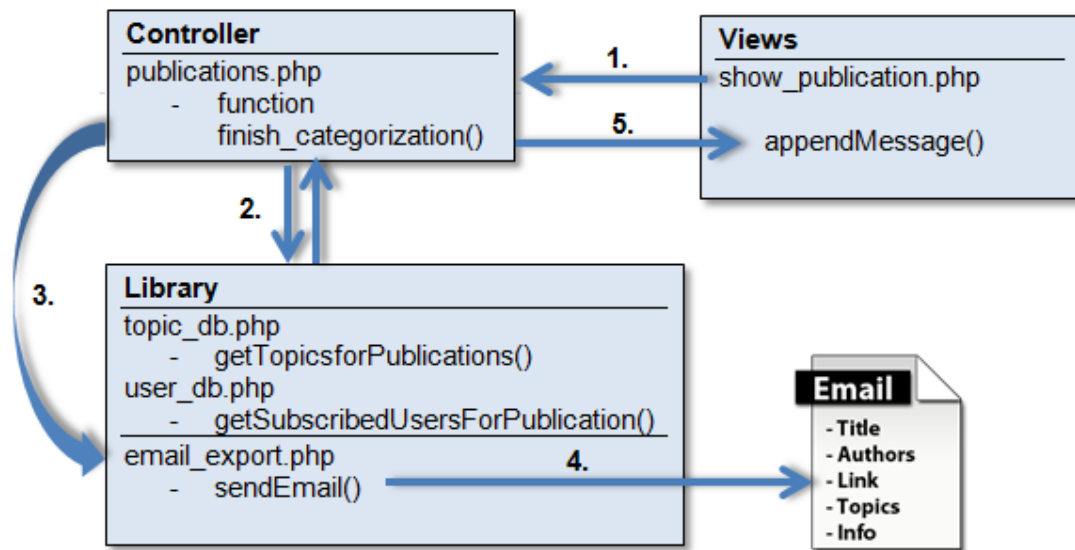 Controller
publications.php
- function
finish_categorization()
1.
5.
Views
show_publication.php
appendMessage()
2.
3.
Library
topic_db.php
- getTopicsforPublications()
user_db.php
- getSubscribedUsersForPublication()
email_export.php
- sendEmail()
4.
Email
- Title
- Authors
- Link
- Topics
- Info